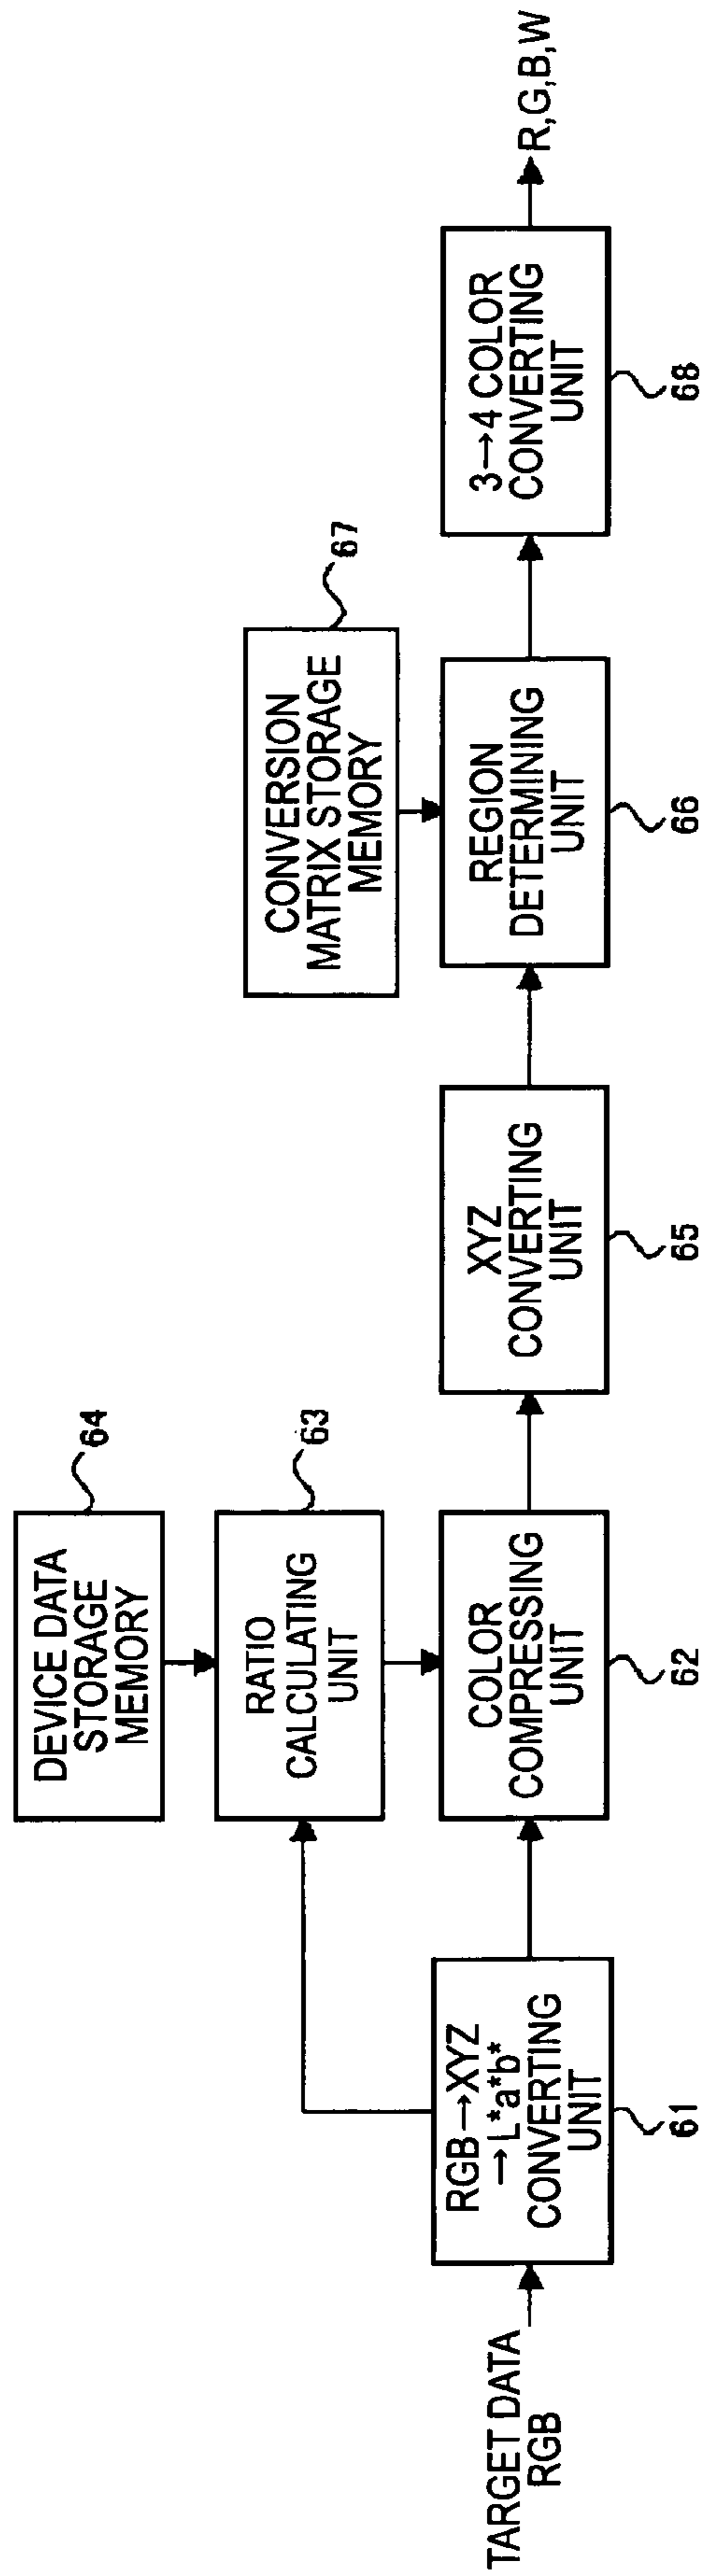 TARGET DATA
RGB
RGB→XYZ
→L*a*b*
CONVERTING
UNIT
61
DEVICE DATA
STORAGE
MEMORY
64
RATIO
CALCULATING
UNIT
63
COLOR
COMPRESSING
UNIT
62
XYZ
CONVERTING
UNIT
65
CONVERSION
MATRIX STORAGE
MEMORY
67
REGION
DETERMINING
UNIT
66
3→4 COLOR
CONVERTING
UNIT
68
R,G,B,W